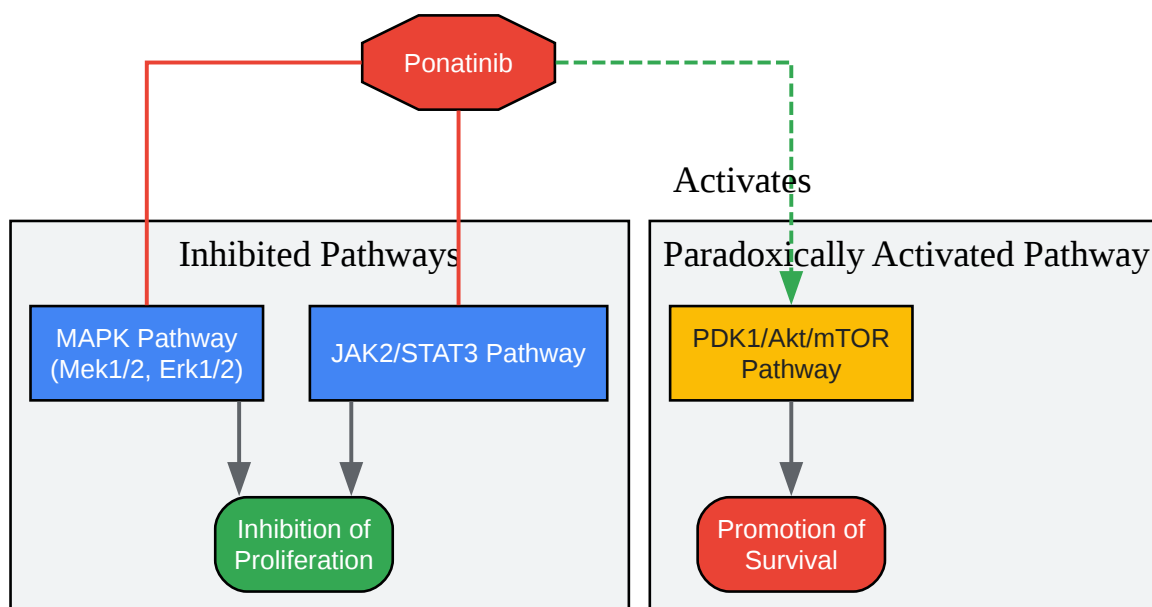 Ponatinib
Activates
Inhibited Pathways
Paradoxically Activated Pathway
MAPK Pathway
(Mek1/2, Erk1/2)
JAK2/STAT3 Pathway
PDK1/Akt/mTOR
Pathway
Inhibition of
Proliferation
Promotion of
Survival